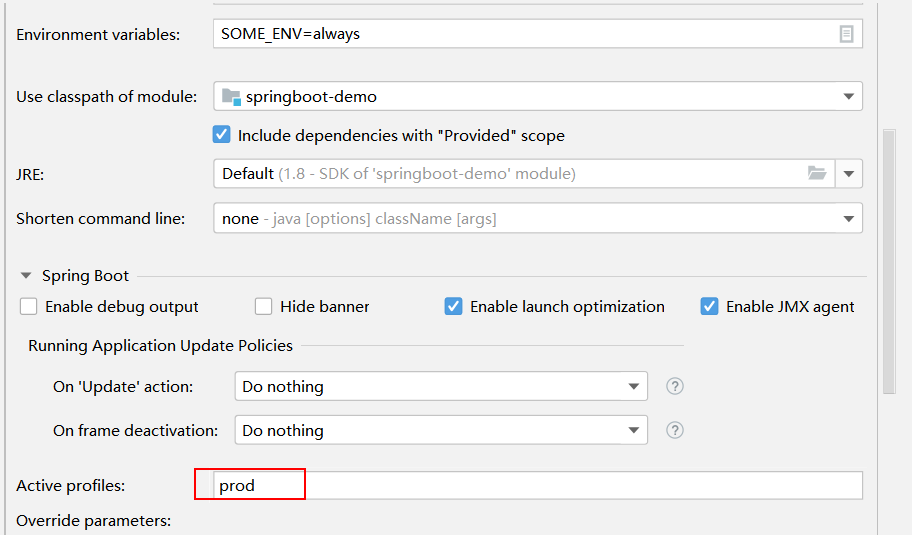 Environment variables: SOME_ENV=always
Use classpath of module: springboot-demo
Include dependencies with "Provided" scope
JRE: Default (1.8 - SDK of 'springboot-demo' module)
Shorten command line: none - java [options] className [args]
Spring Boot
Enable debug output Hide banner Enable launch optimization Enable JMX agent
Running Application Update Policies
On 'Update' action: Do nothing ?
On frame deactivation: Do nothing ?
Active profiles: prod
Override parameters: